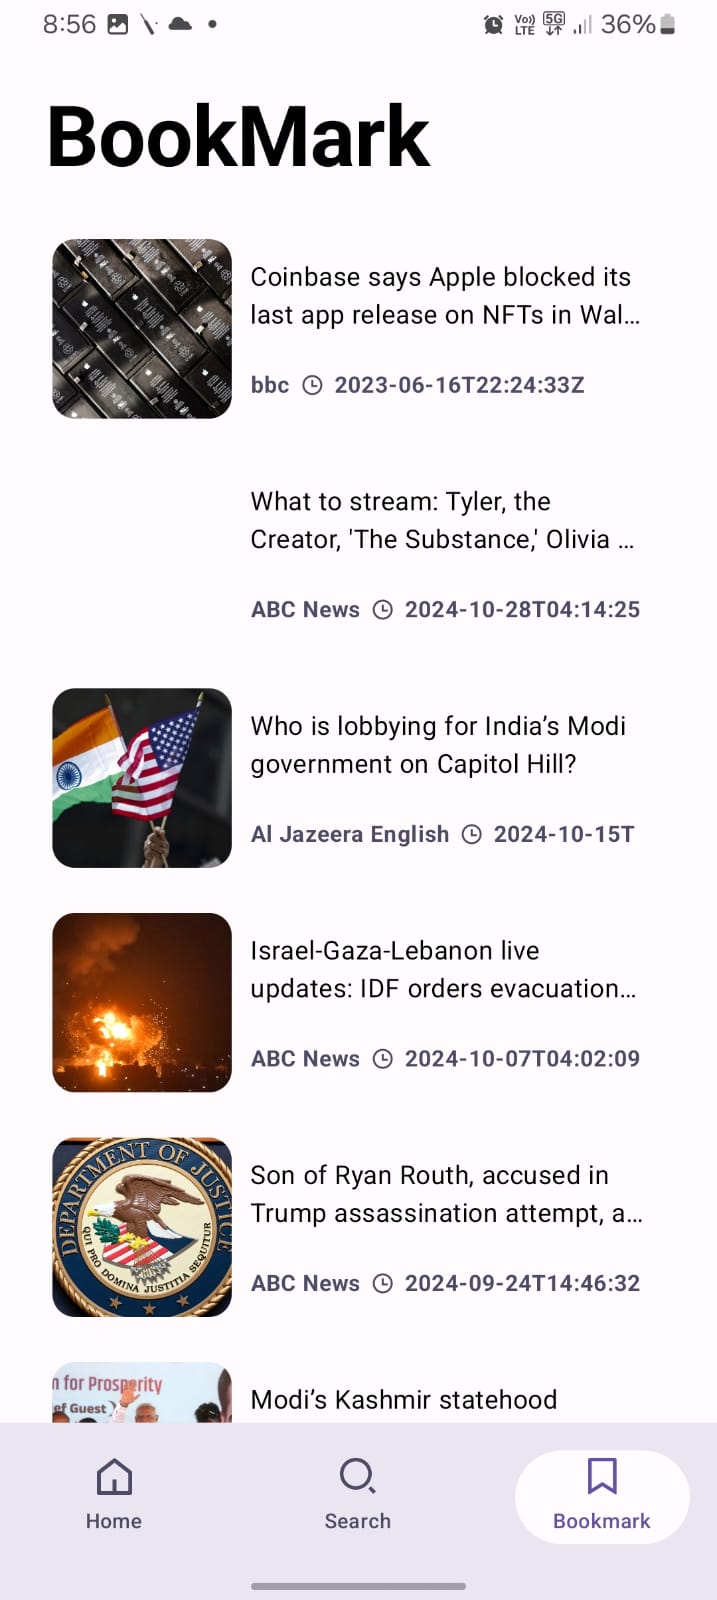 8:56
Vo)) LTE 5G 36%
BookMark
Coinbase says Apple blocked its
last app release on NFTs in Wal...
bbc 2023-06-16T22:24:33Z
What to stream: Tyler, the
Creator, 'The Substance,' Olivia ...
ABC News 2024-10-28T04:14:25
Who is lobbying for India’s Modi
government on Capitol Hill?
Al Jazeera English 2024-10-15T
Israel-Gaza-Lebanon live
updates: IDF orders evacuation...
ABC News 2024-10-07T04:02:09
DEPARTMENT OF JUSTICE
QUI PRO DOMINA JUSTITIA SEQUITUR
Son of Ryan Routh, accused in
Trump assassination attempt, a...
ABC News 2024-09-24T14:46:32
n for Prosperity
ef Guest
Modi’s Kashmir statehood
Home
Search
Bookmark